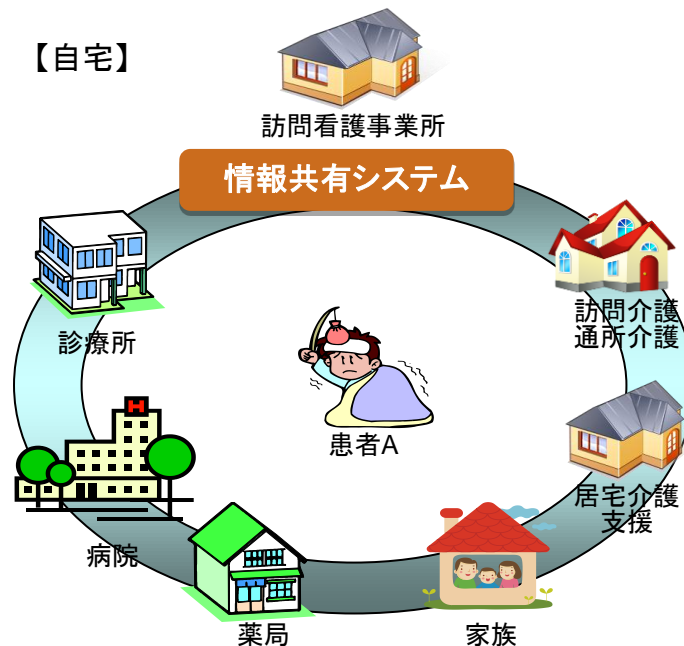 【自宅】
訪問看護事業所
情報共有システム
診療所
訪問介護
通所介護
患者A
居宅介護
支援
病院
薬局
家族
H